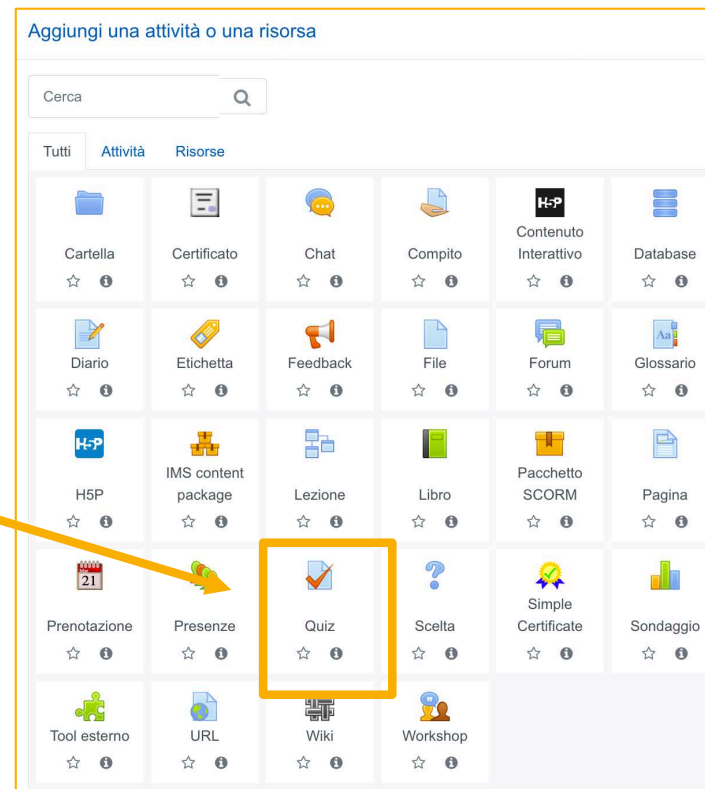 Aggiungi una attività o una risorsa
Cerca
Tutti Attività Risorse
H5P
Cartella Certificato Chat Compito Contenuto Interattivo Database
Aa
Diario Etichetta Feedback File Forum Glossario
H5P
H5P IMS content package Lezione Libro Pacchetto SCORM Pagina
21
Prenotazione Presenze Quiz Scelta Simple Certificate Sondaggio
Tool esterno URL Wiki Workshop